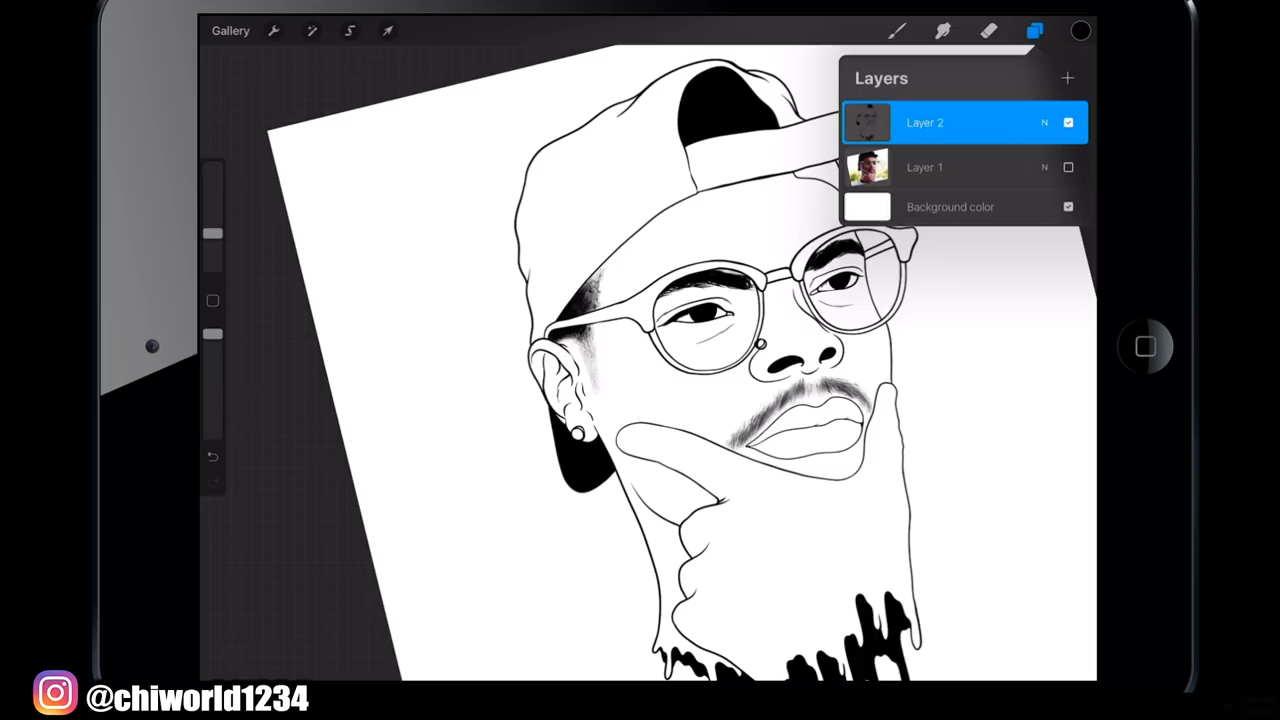 Gallery
Layers
Layer 2 N
Layer 1 N
Background color
@chiworld1234